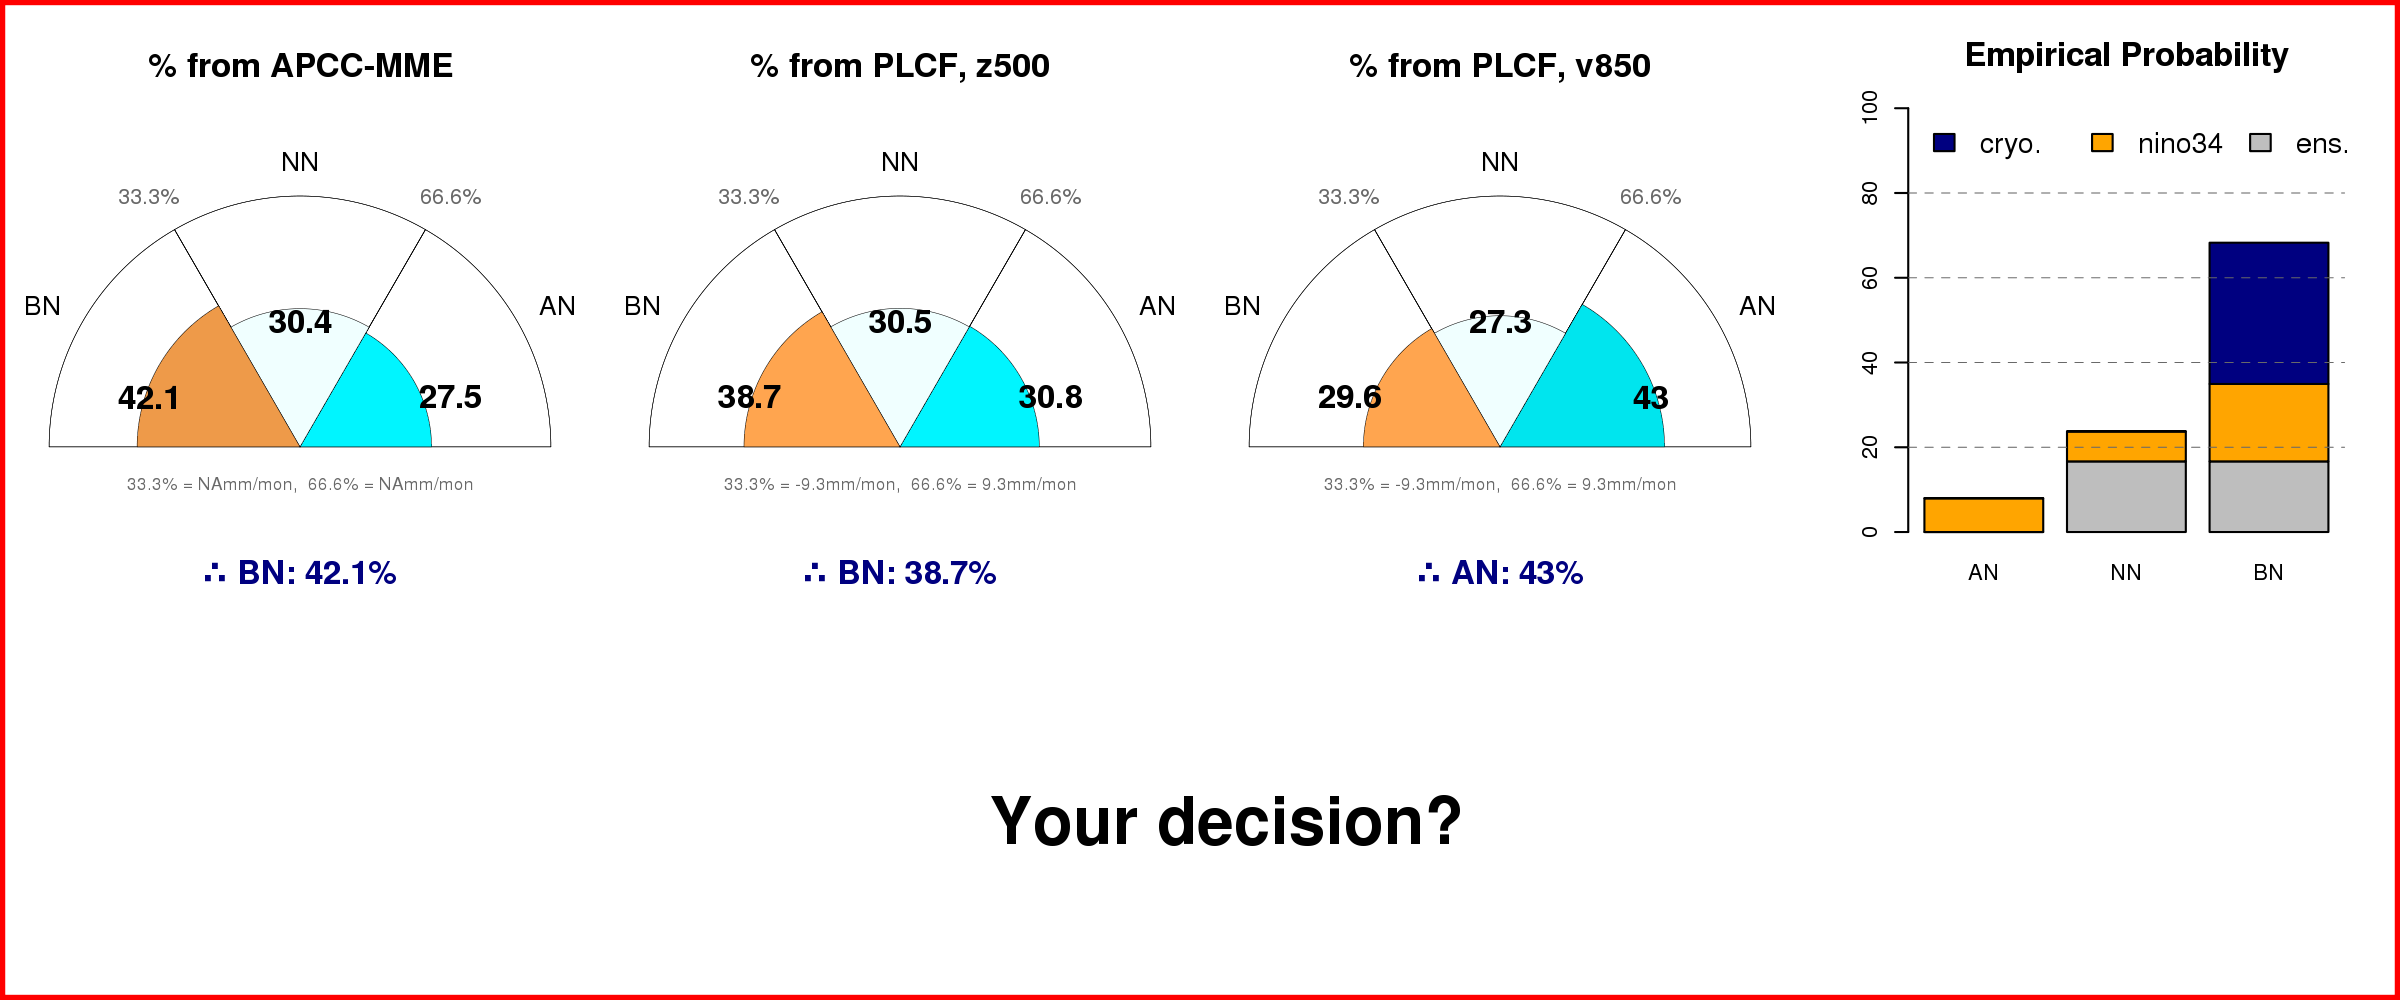 % from APCC-MME
NN
33.3%
66.6%
BN
AN
30.4
42.1
27.5
33.3% = NAmm/mon, 66.6% = NAmm/mon
∴ BN: 42.1%
% from PLCF, z500
NN
33.3%
66.6%
BN
AN
30.5
38.7
30.8
33.3% = -9.3mm/mon, 66.6% = 9.3mm/mon
∴ BN: 38.7%
% from PLCF, v850
NN
33.3%
66.6%
BN
AN
27.3
29.6
43
33.3% = -9.3mm/mon, 66.6% = 9.3mm/mon
∴ AN: 43%
Empirical Probability
100
80
60
40
20
0
cryo. nino34 ens.
AN NN BN
Your decision?